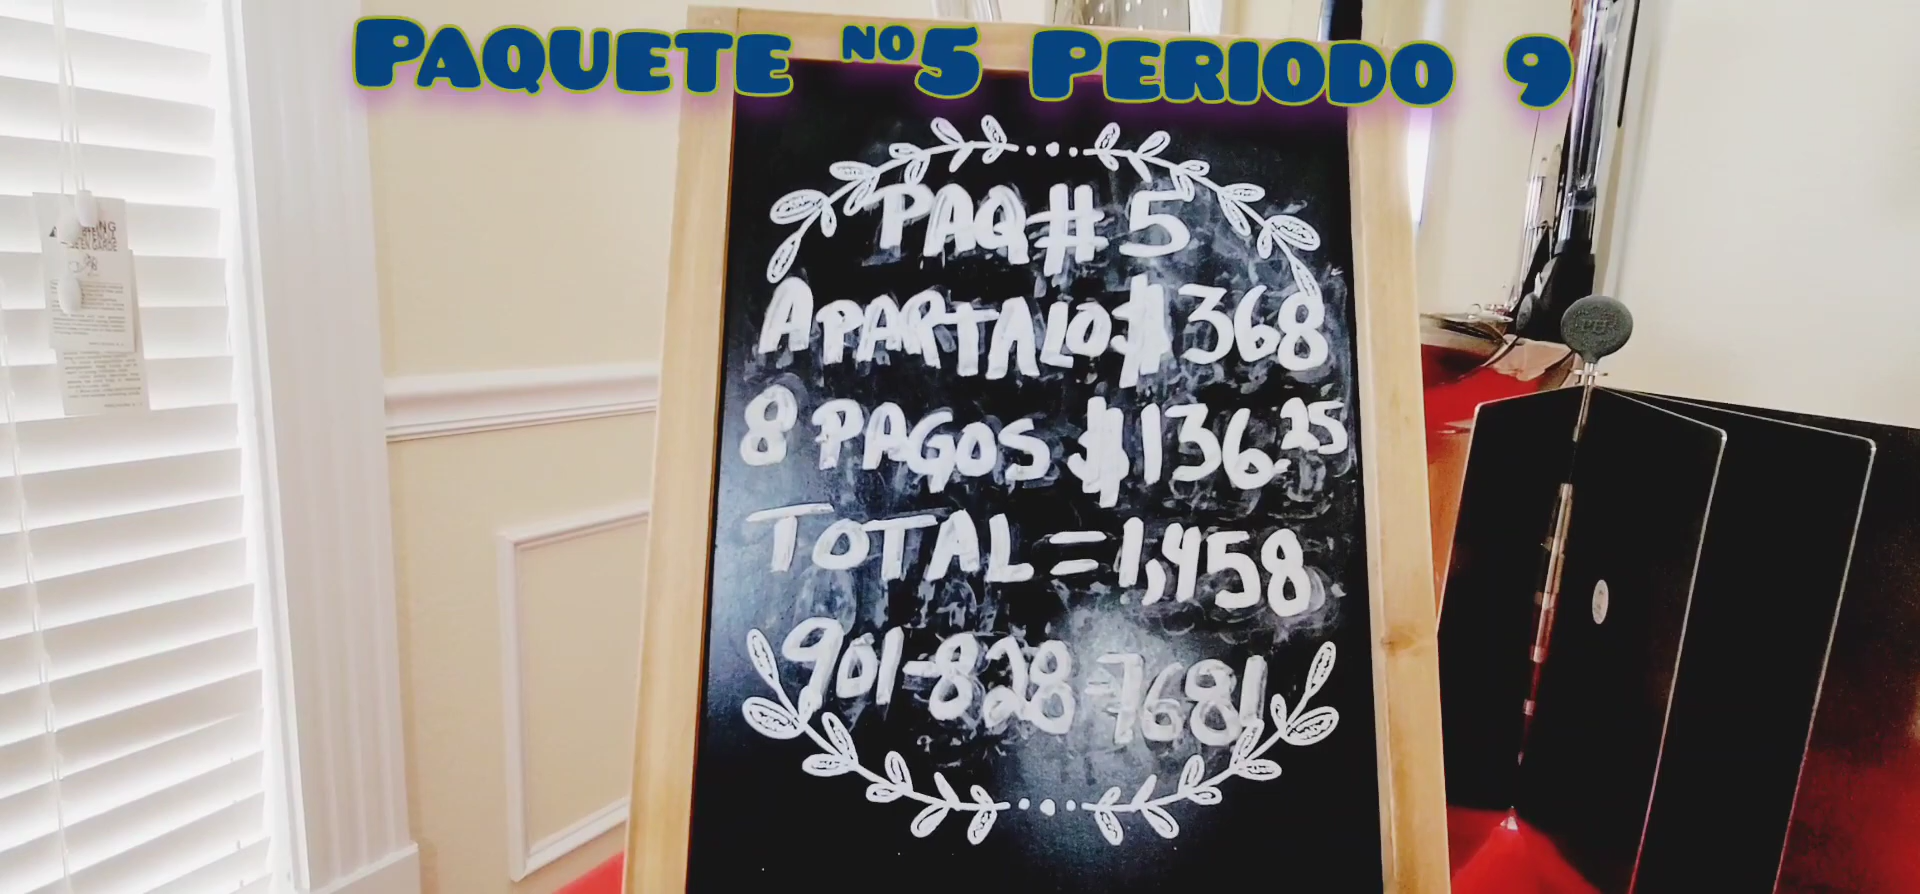 PAQUETE Nº5 PERIODO 9
PAQ# 5
APARTALO $368
8 PAGOS $136.25
TOTAL = 1,458
901-828-7681